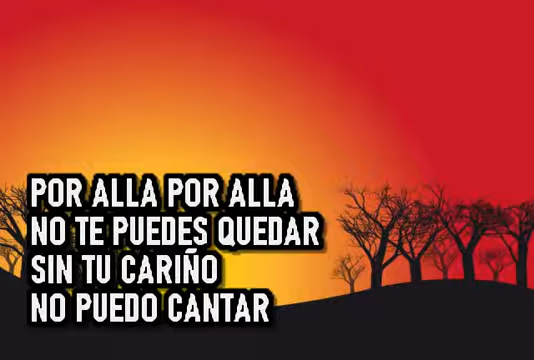 POR ALLA POR ALLA
NO TE PUEDES QUEDAR
SIN TU CARIÑO
NO PUEDO CANTAR